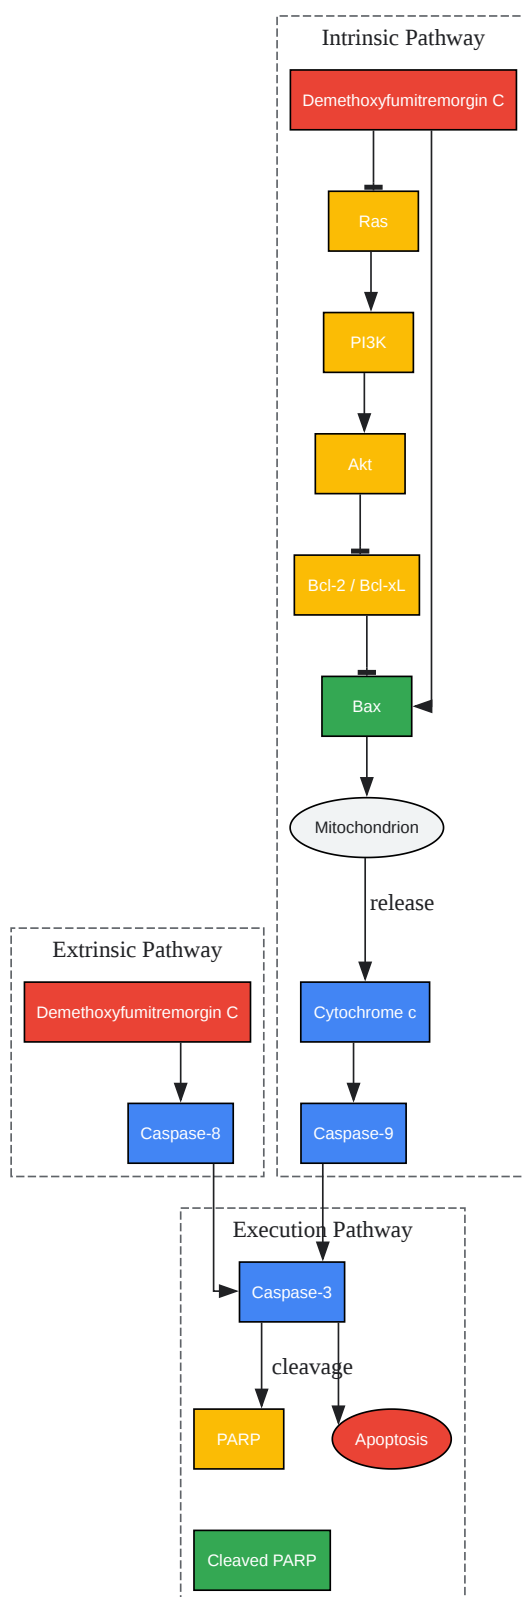 Intrinsic Pathway
Demethoxyfumitremorgin C
Ras
PI3K
Akt
Bcl-2 / Bcl-xL
Bax
Mitochondrion
release
Extrinsic Pathway
Demethoxyfumitremorgin C
Cytochrome c
Caspase-8
Caspase-9
Execution Pathway
Caspase-3
cleavage
PARP
Apoptosis
Cleaved PARP